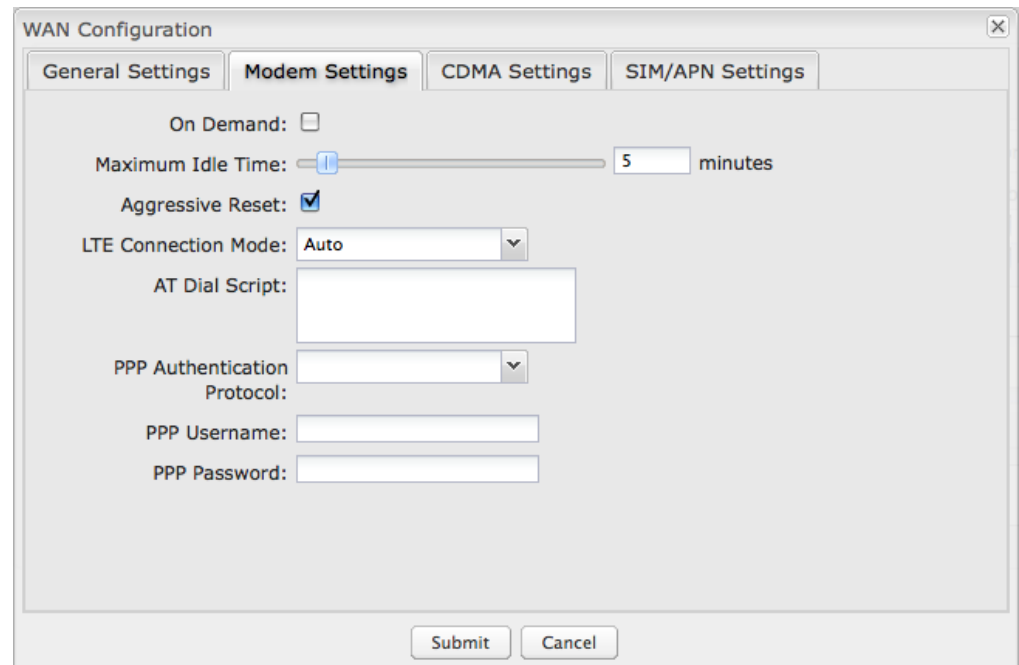 WAN Configuration
General Settings Modem Settings CDMA Settings SIM/APN Settings
On Demand:
Maximum Idle Time: 5 minutes
Aggressive Reset:
LTE Connection Mode: Auto
AT Dial Script:
PPP Authentication
Protocol:
PPP Username:
PPP Password:
Submit Cancel